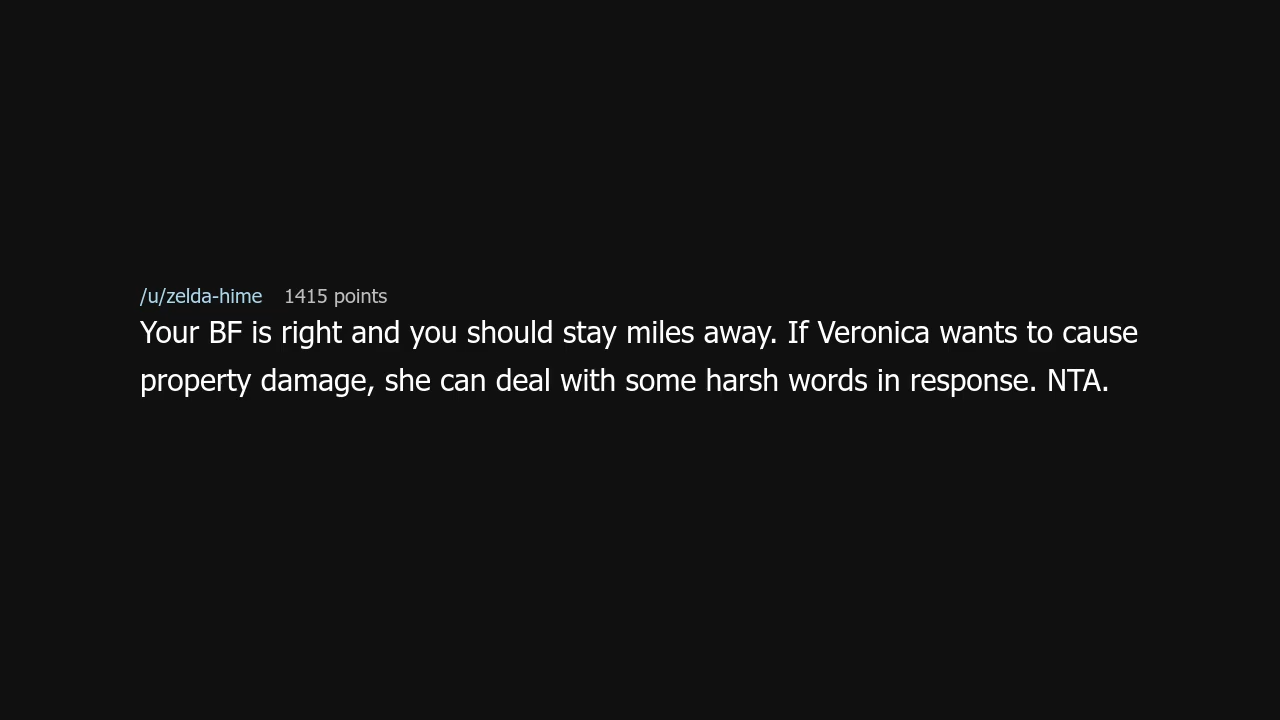 /u/zelda-hime 1415 points
Your BF is right and you should stay miles away. If Veronica wants to cause
property damage, she can deal with some harsh words in response. NTA.